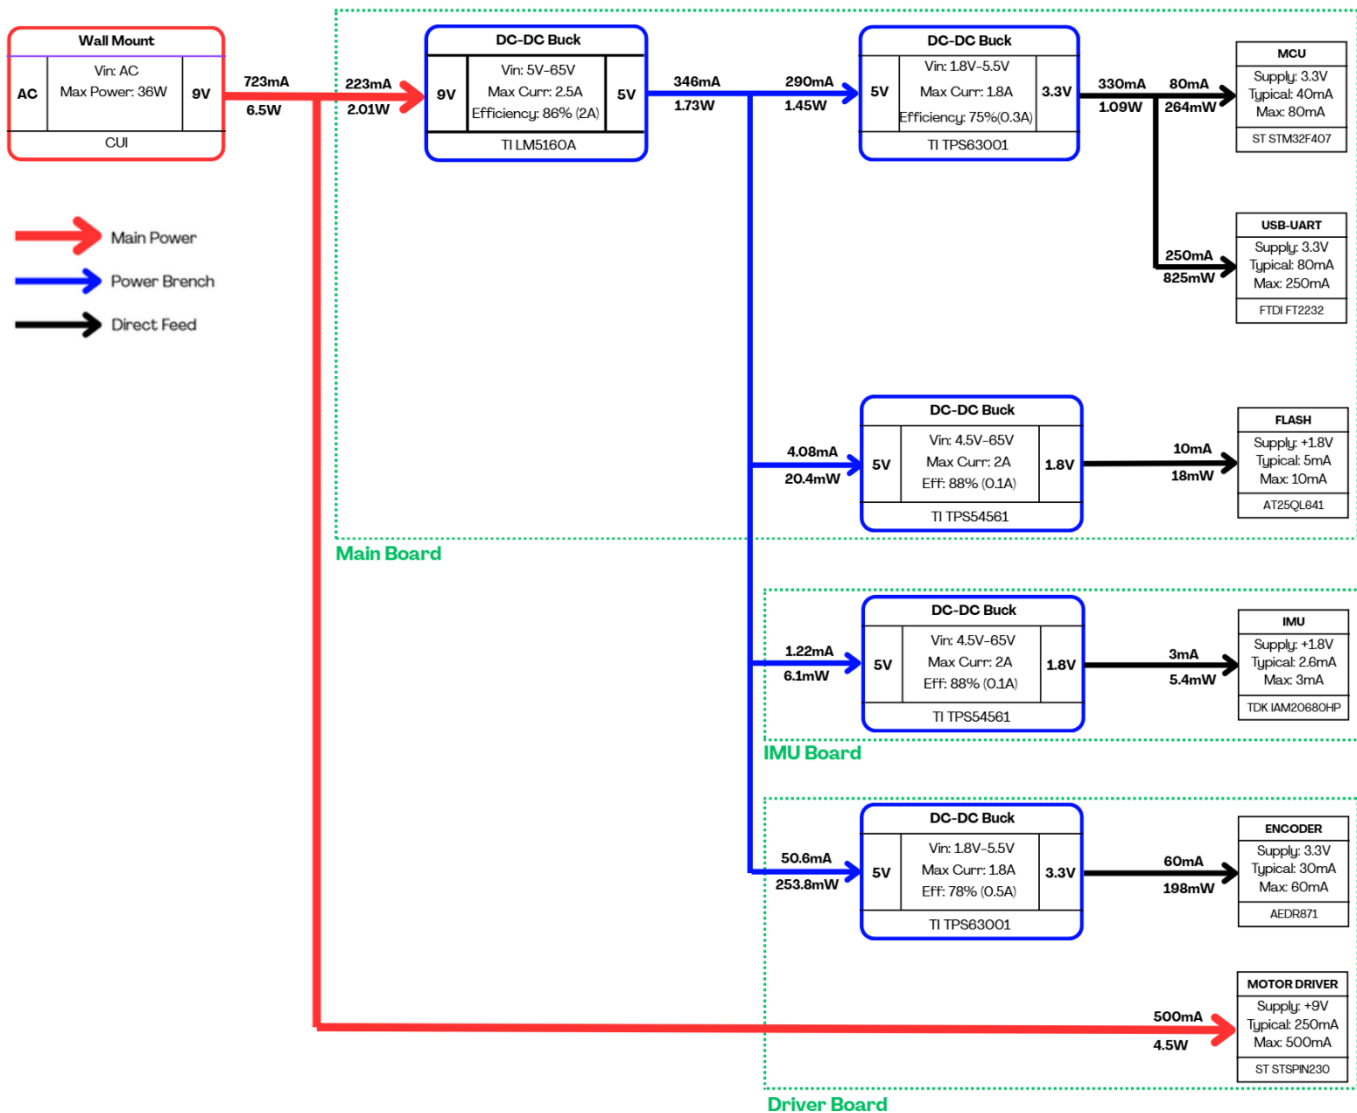 Wall Mount
AC
Vin: AC
Max Power: 36W
9V
CUI
723mA
6.5W
223mA
2.01W
DC-DC Buck
9V
Vin: 5V-65V
Max Curr: 2.5A
Efficiency: 86% (2A)
5V
TI LM5160A
346mA
1.73W
290mA
1.45W
DC-DC Buck
5V
Vin: 1.8V-5.5V
Max Curr: 1.8A
Efficiency: 75%(0.3A)
3.3V
TI TPS63001
330mA
1.09W
80mA
264mW
MCU
Supply: 3.3V
Typical: 40mA
Max: 80mA
ST STM32F407
Main Power
Power Brench
Direct Feed
250mA
825mW
USB-UART
Supply: 3.3V
Typical: 80mA
Max: 250mA
FTDI FT2232
4.08mA
20.4mW
DC-DC Buck
5V
Vin: 4.5V-65V
Max Curr: 2A
Eff: 88% (0.1A)
1.8V
TI TPS54561
10mA
18mW
FLASH
Supply: +1.8V
Typical: 5mA
Max: 10mA
AT25QL641
Main Board
1.22mA
6.1mW
DC-DC Buck
5V
Vin: 4.5V-65V
Max Curr: 2A
Eff: 88% (0.1A)
1.8V
TI TPS54561
3mA
5.4mW
IMU
Supply: +1.8V
Typical: 2.6mA
Max: 3mA
TDK IAM20680HP
IMU Board
50.6mA
253.8mW
DC-DC Buck
5V
Vin: 1.8V-5.5V
Max Curr: 1.8A
Eff: 78% (0.5A)
3.3V
TI TPS63001
60mA
198mW
ENCODER
Supply: 3.3V
Typical: 30mA
Max: 60mA
AEDR871
500mA
4.5W
MOTOR DRIVER
Supply: +9V
Typical: 250mA
Max: 500mA
ST STSPIN230
Driver Board